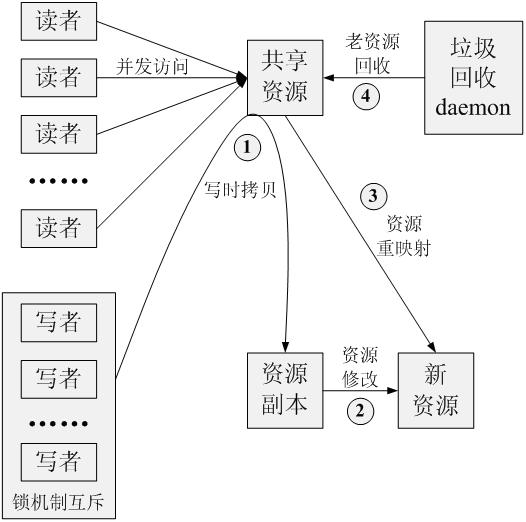 读者
读者
读者
••••••
读者
并发访问
共享
资源
老资源
回收
4
垃圾
回收
daemon
1
写时拷贝
3
资源
重映射
写者
写者
••••••
写者
锁机制互斥
资源
副本
资源
修改
2
新
资源